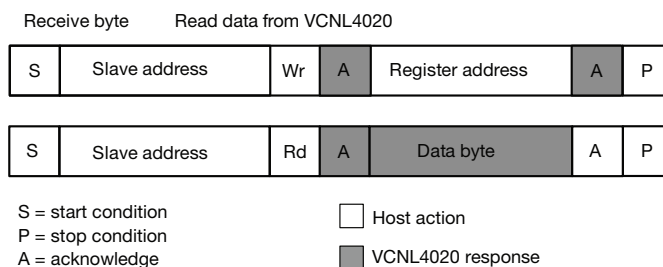 Receive byte Read data from VCNL4020
S Slave address Wr A Register address A P
S Slave address Rd A Data byte A P
S = start condition
P = stop condition
A = acknowledge
Host action
VCNL4020 response